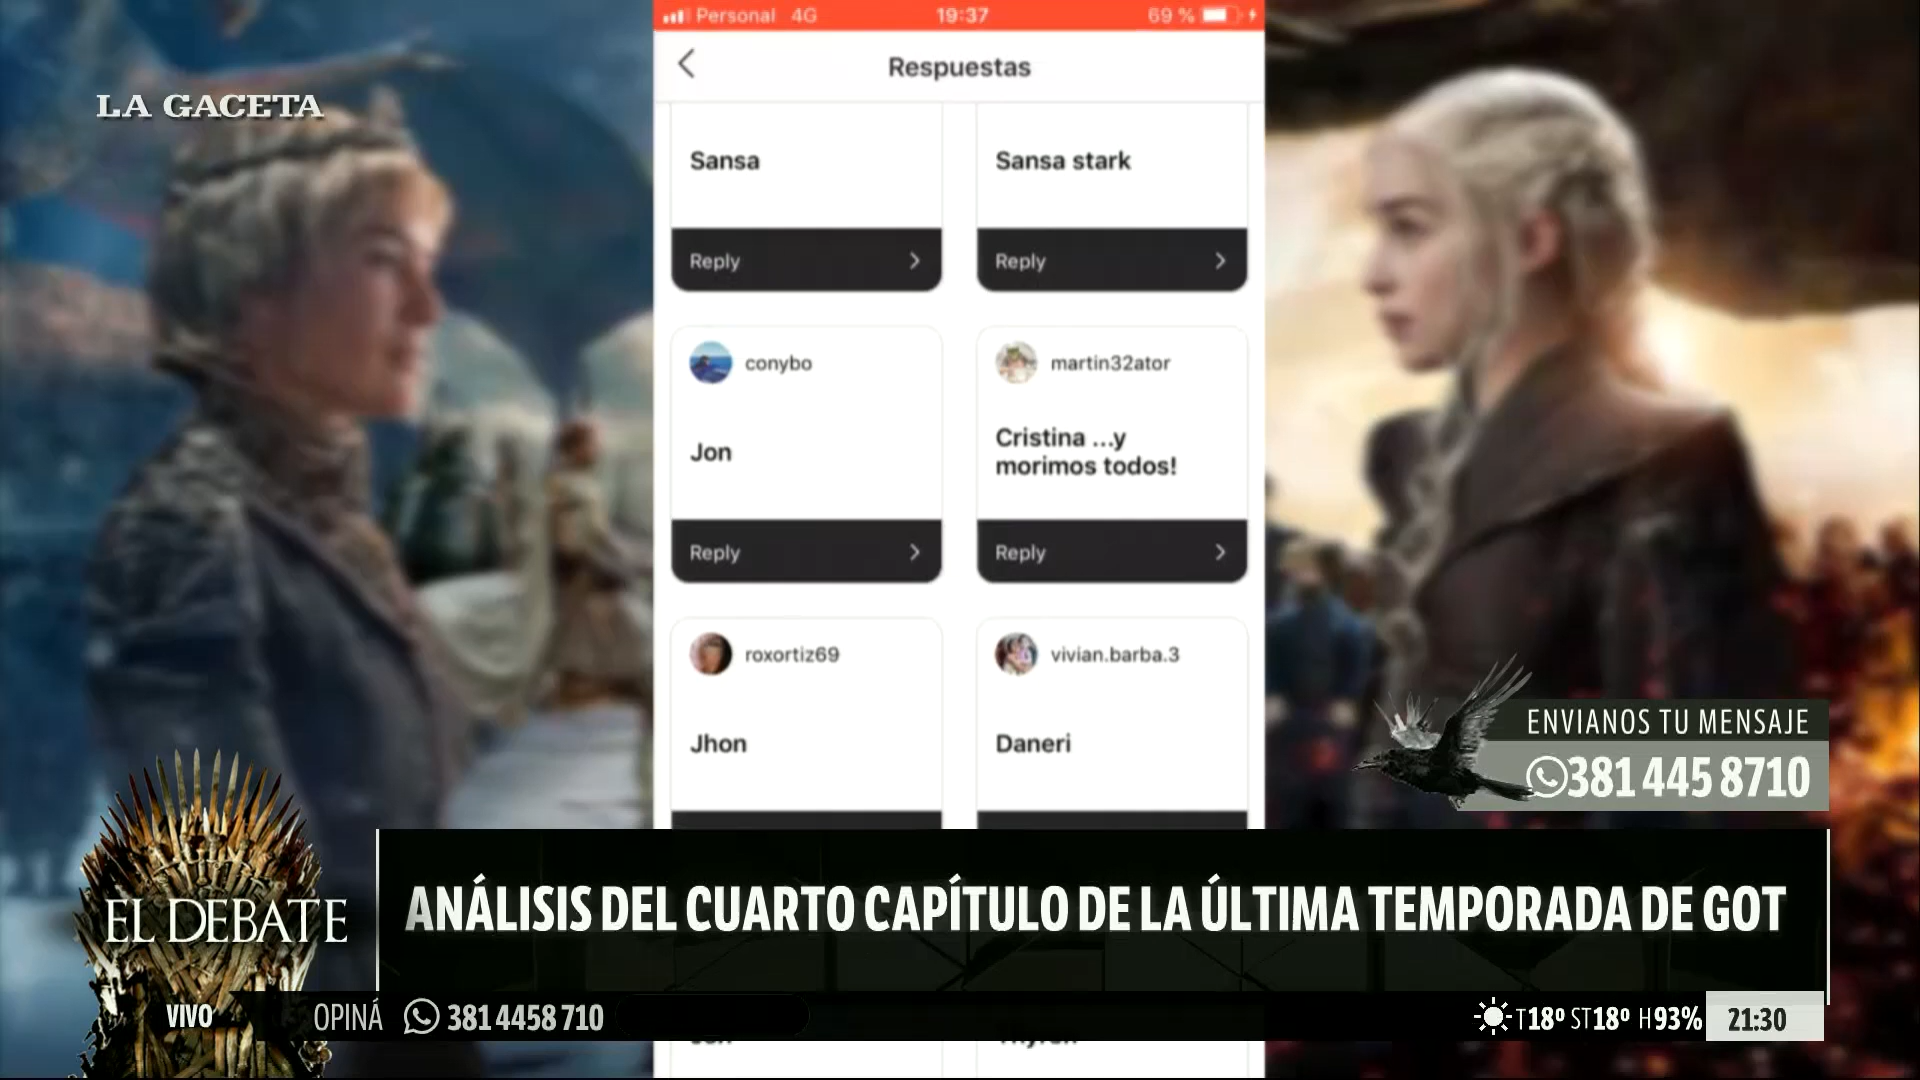 Personal 4G 19:37 69 %
Respuestas
LA GACETA
Sansa
Sansa stark
Reply
Reply
conybo
martin32ator
Jon
Cristina ...y
morimos todos!
Reply
Reply
roxortiz69
vivian.barba.3
Jhon
Daneri
ENVIANOS TU MENSAJE
381 445 8710
EL DEBATE
ANÁLISIS DEL CUARTO CAPÍTULO DE LA ÚLTIMA TEMPORADA DE GOT
VIVO OPINÁ 381 4458 710 T18º ST18º H93% 21:30